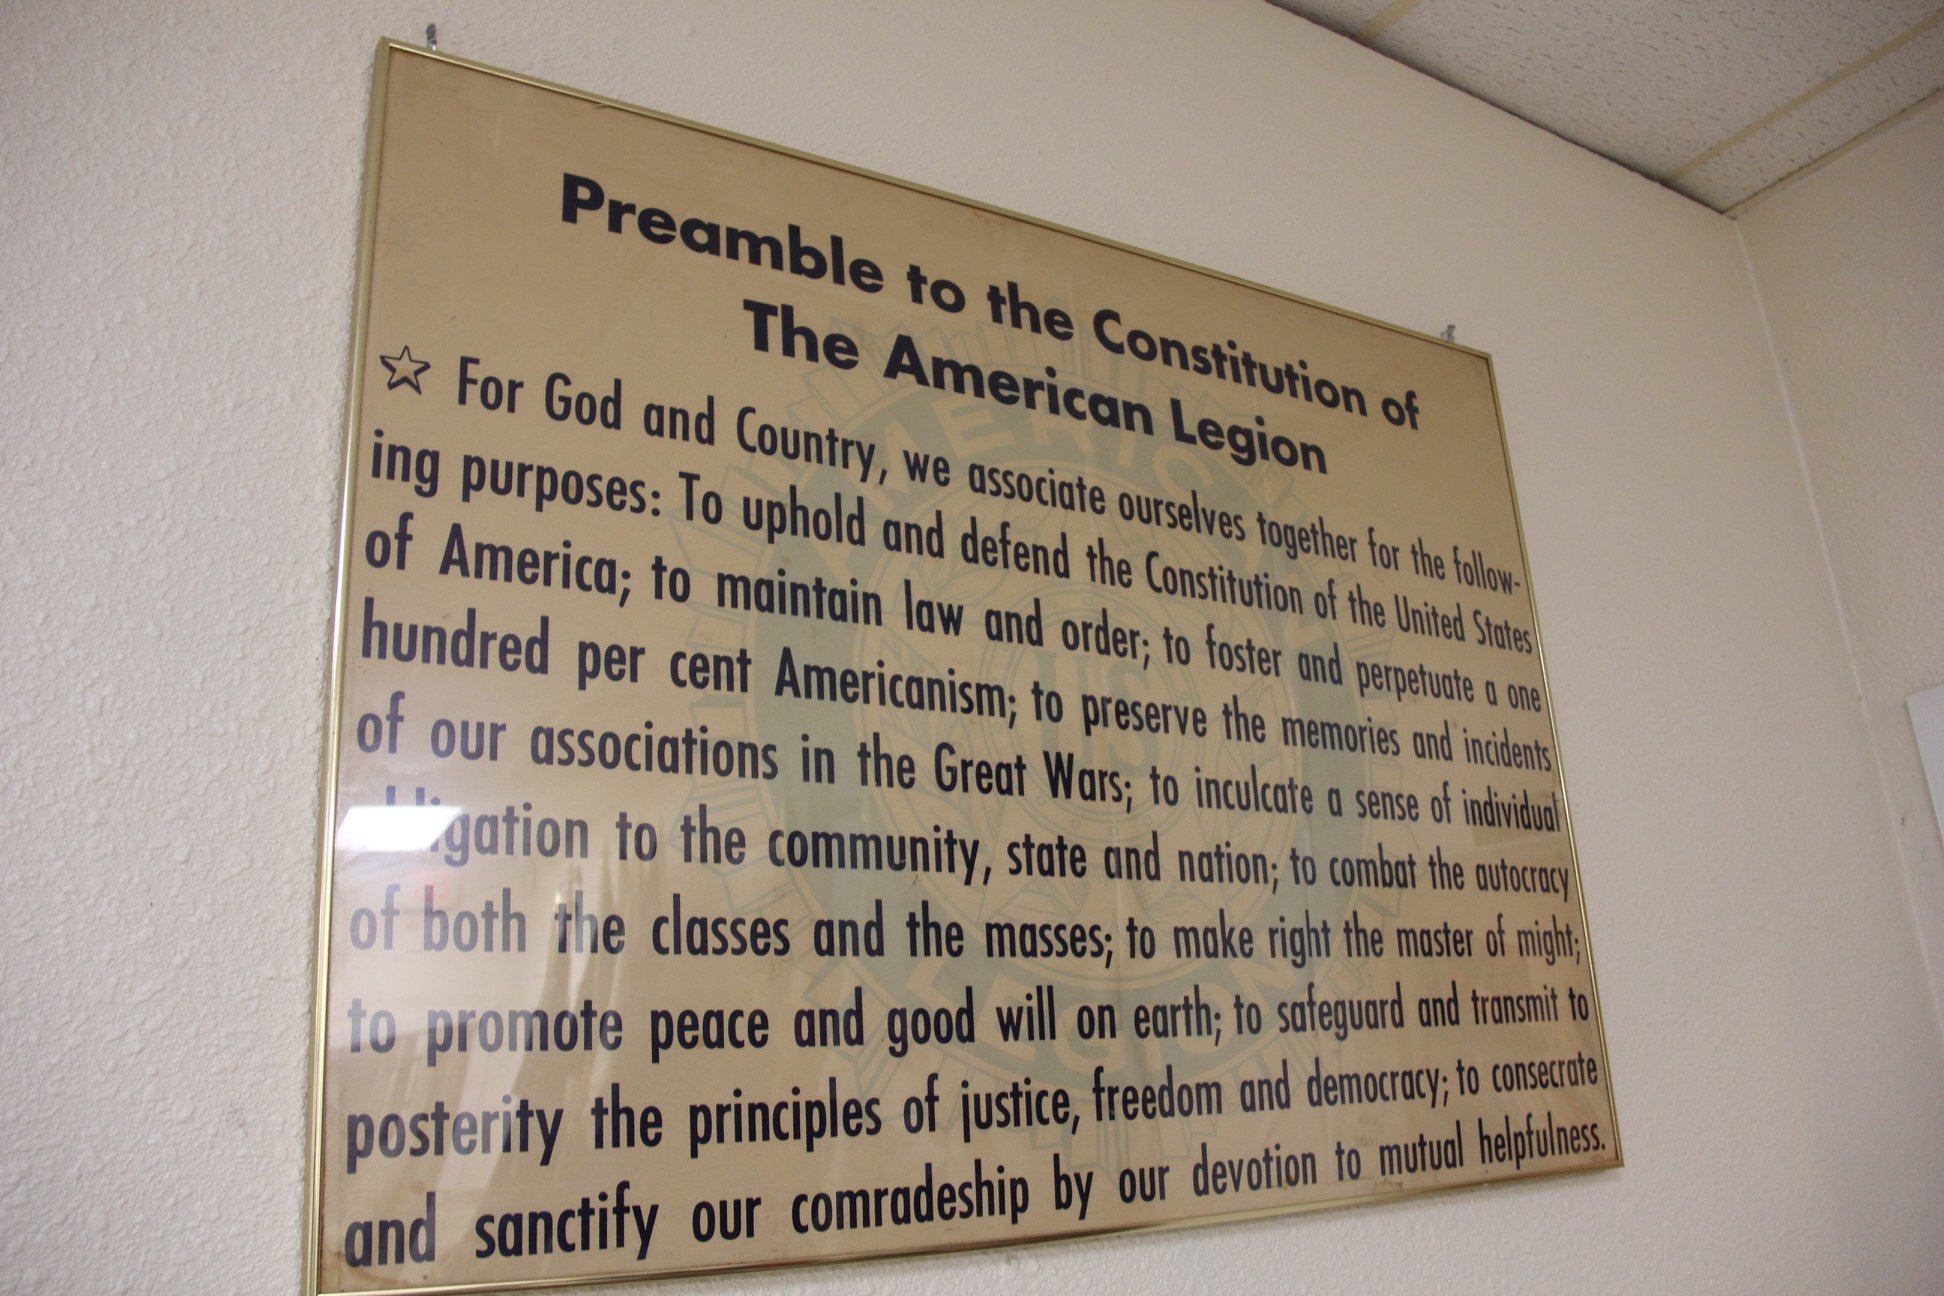 Preamble to the Constitution of
The American Legion
☆ For God and Country, we associate ourselves together for the follow-
ing purposes: To uphold and defend the Constitution of the United States
of America; to maintain law and order; to foster and perpetuate a one
hundred per cent Americanism; to preserve the memories and incidents
of our associations in the Great Wars; to inculcate a sense of individual
obligation to the community, state and nation; to combat the autocracy
of both the classes and the masses; to make right the master of might;
to promote peace and good will on earth; to safeguard and transmit to
posterity the principles of justice, freedom and democracy; to consecrate
and sanctify our comradeship by our devotion to mutual helpfulness.
AMERICAN
US
LEGION